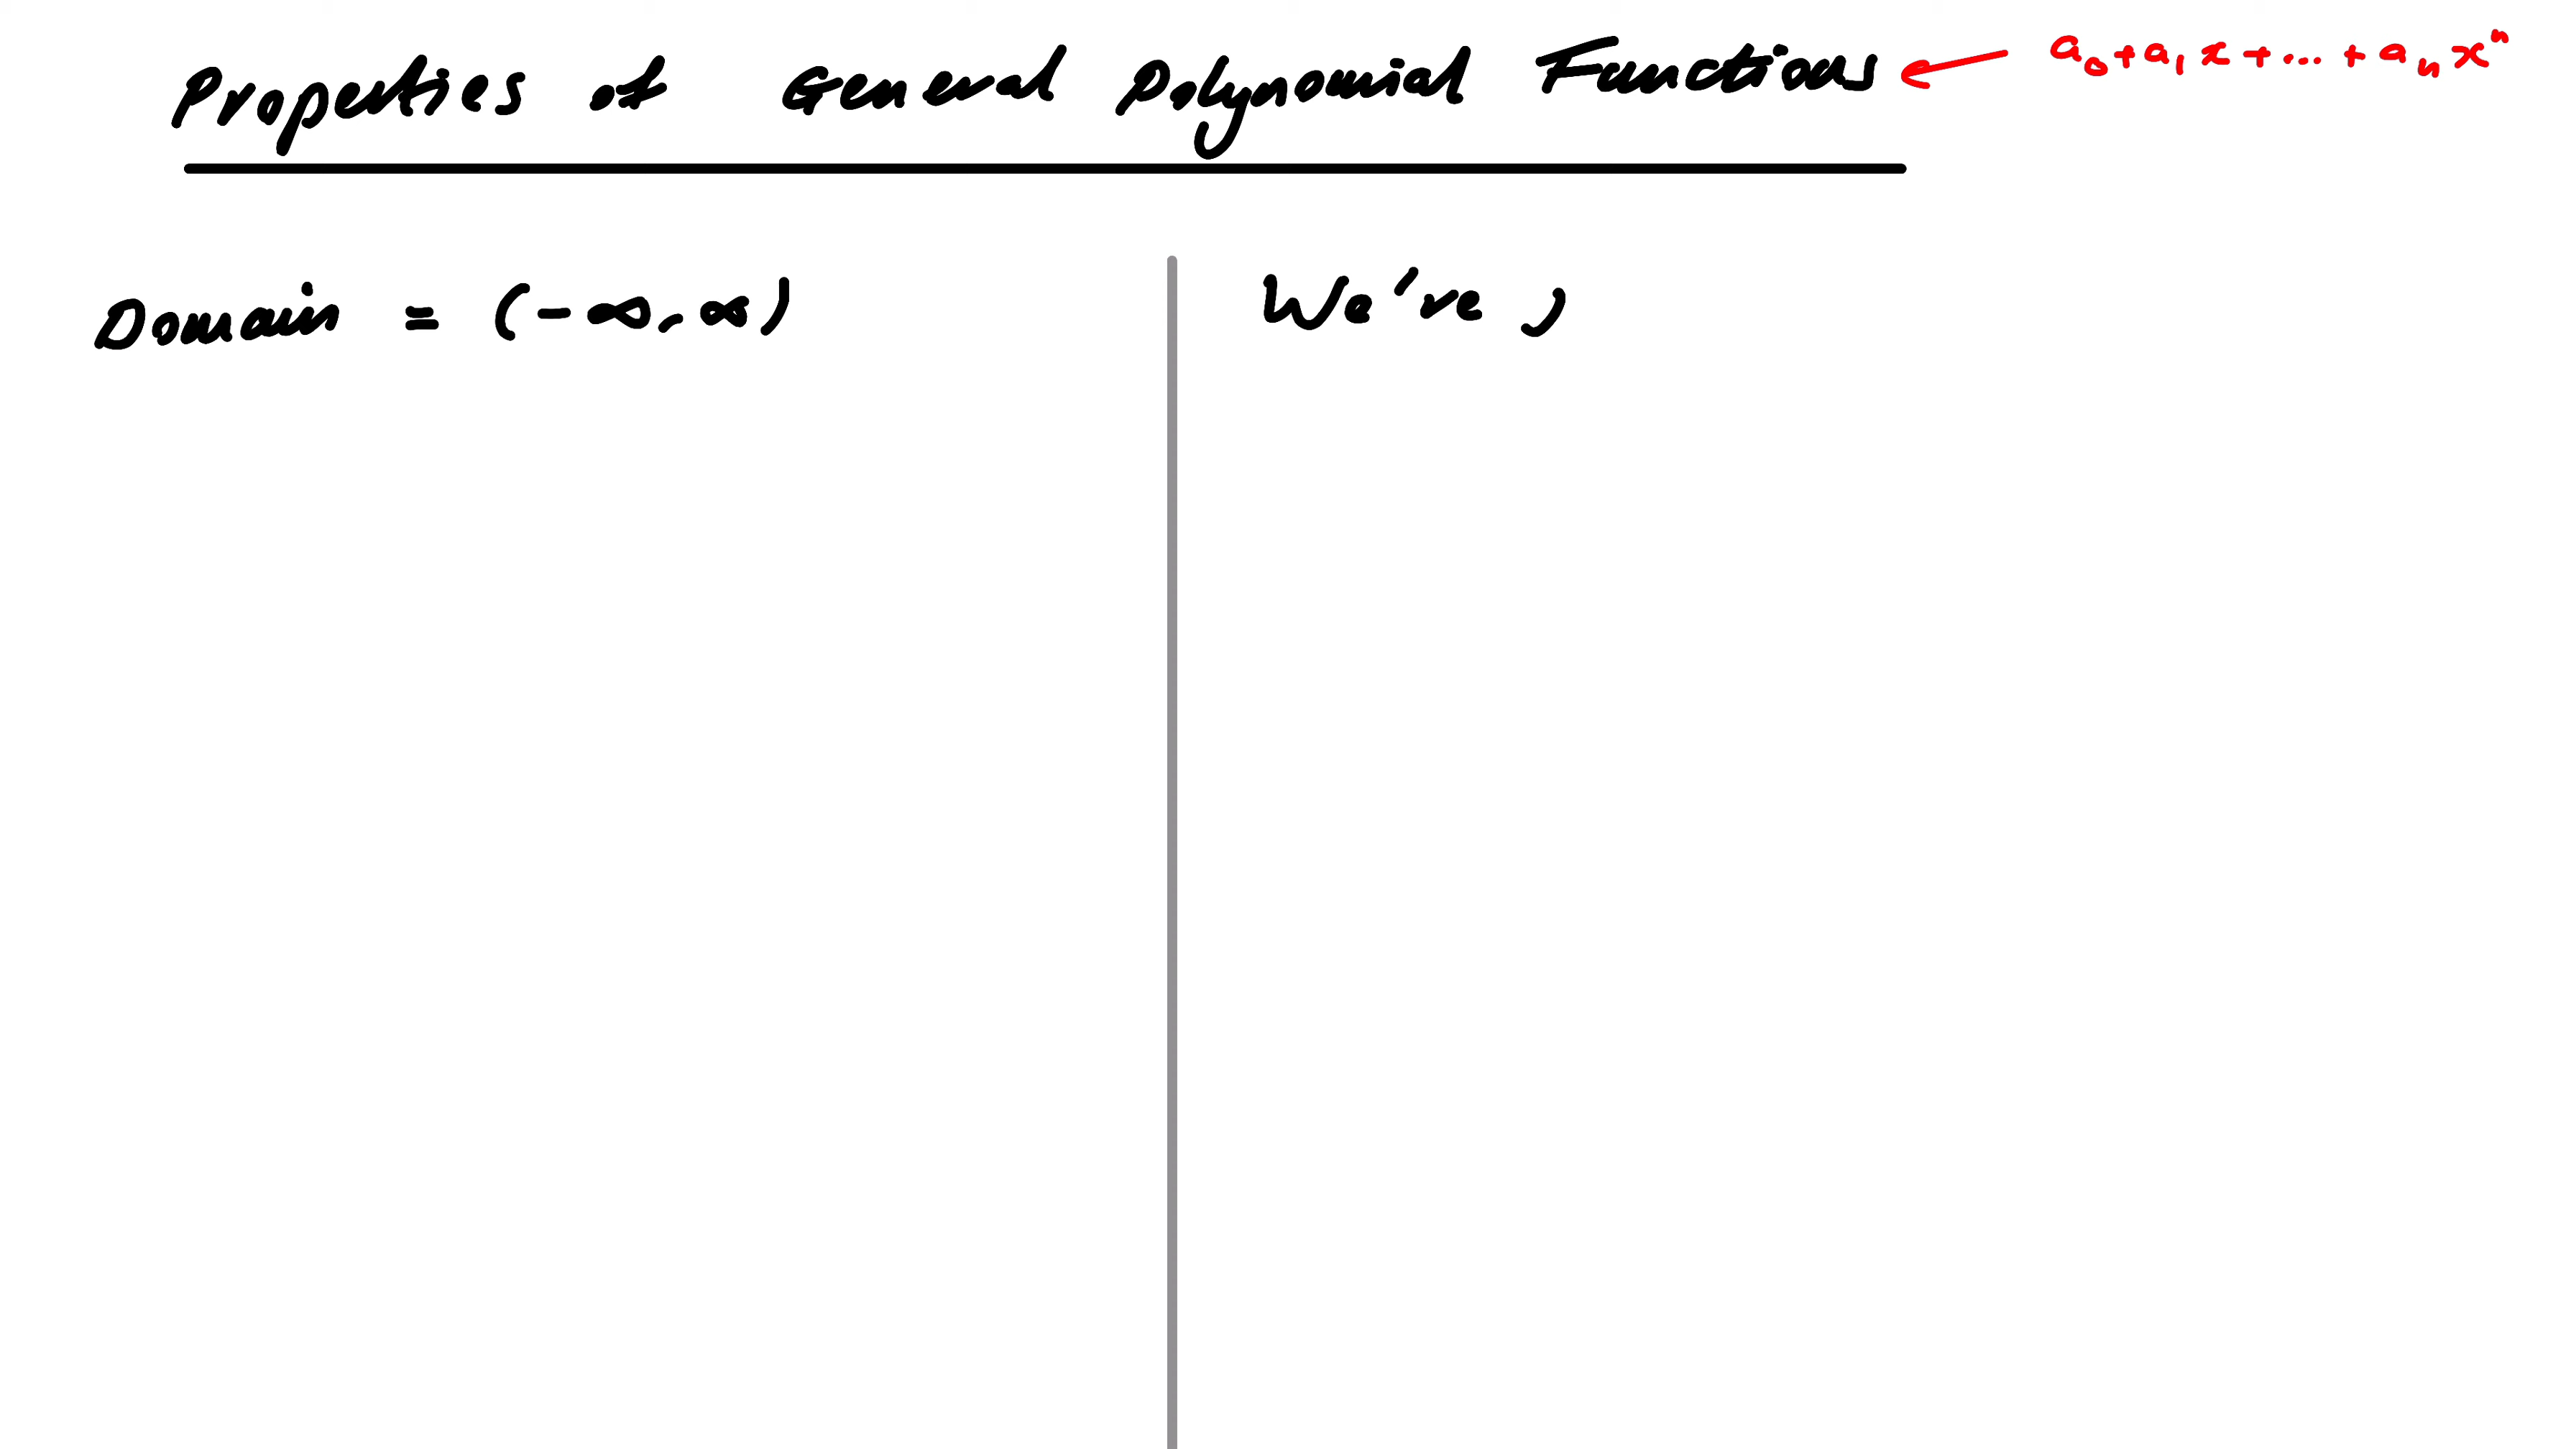 Properties of General Polynomial Functions ← a₀ + a₁x + ... + aₙxⁿ
Domain = (-∞, ∞)
We've ,